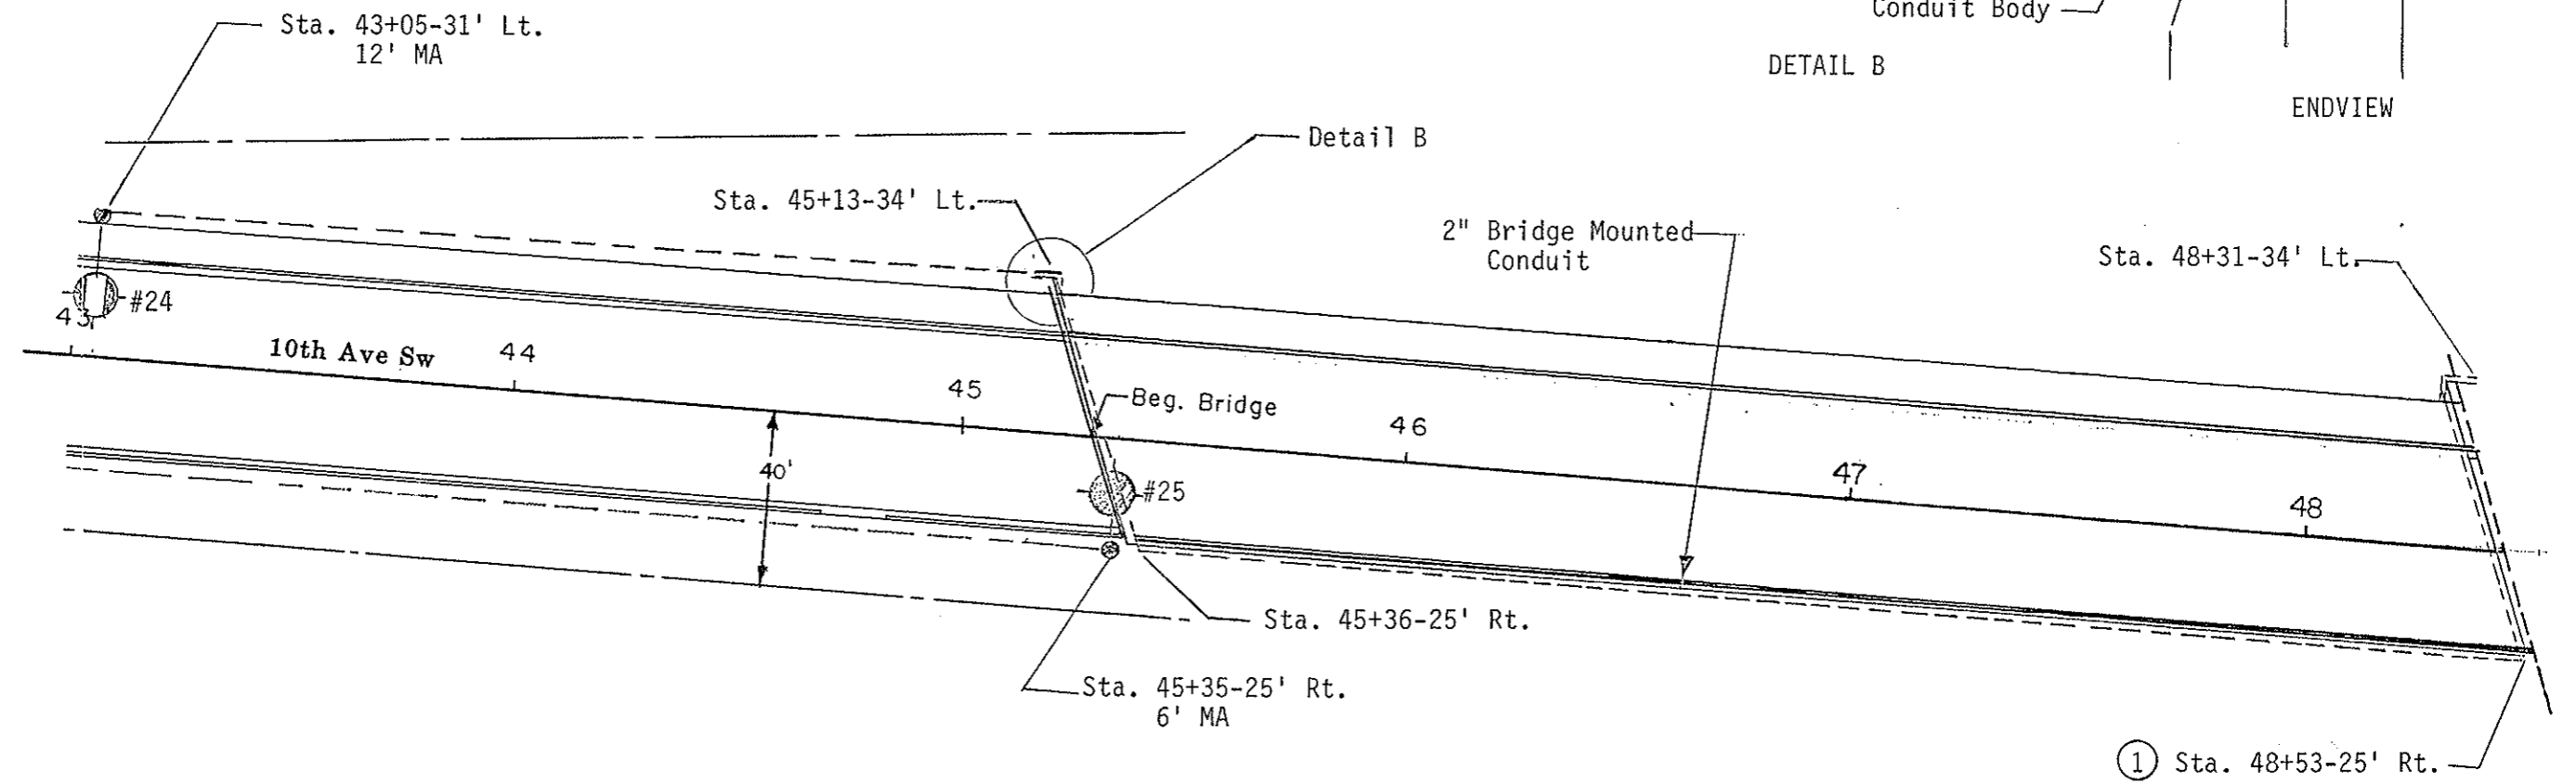 Conduit Body
Sta. 43+05-31' Lt.
12' MA
DETAIL B
ENDVIEW
Detail B
Sta. 45+13-34' Lt.
2" Bridge Mounted
Conduit
Sta. 48+31-34' Lt.
#24
43
10th Ave Sw
44
45
Beg. Bridge
46
40'
#25
47
48
Sta. 45+36-25' Rt.
Sta. 45+35-25' Rt.
6' MA
1 Sta. 48+53-25' Rt.